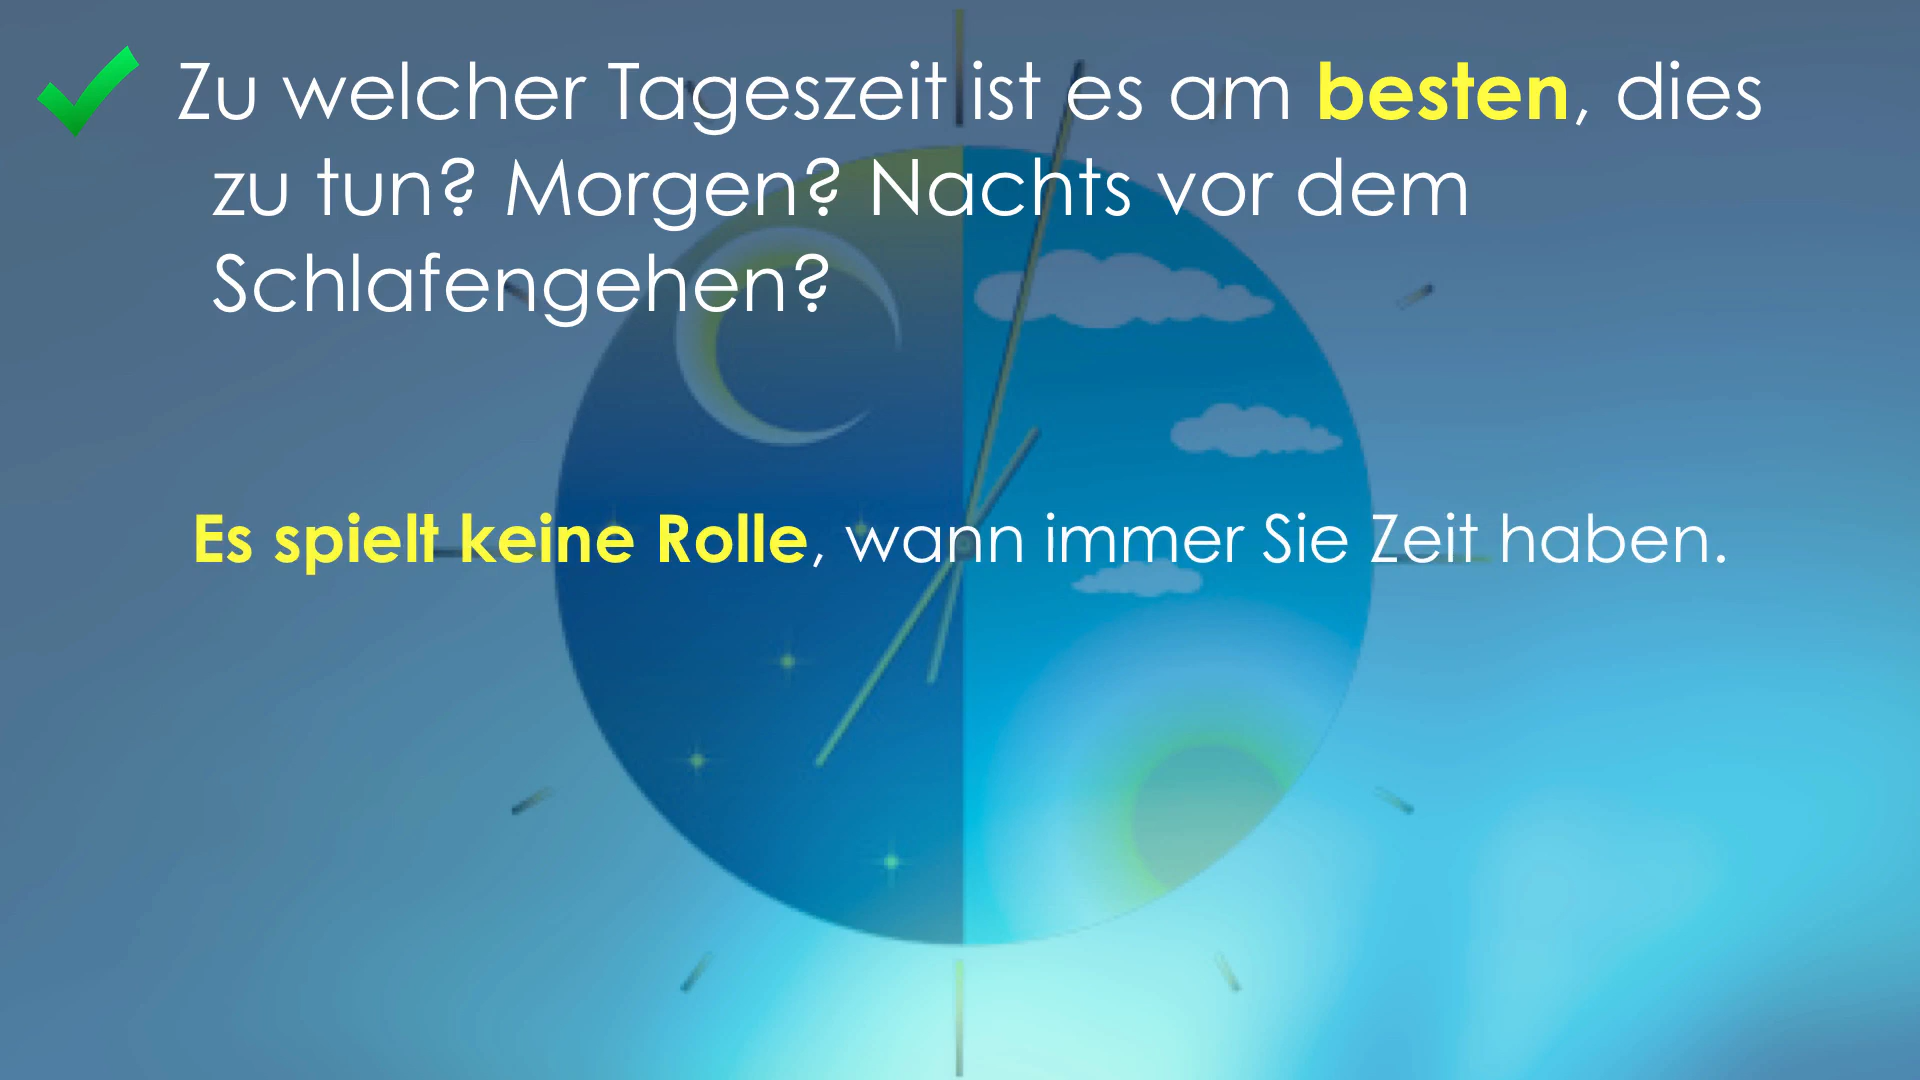 Zu welcher Tageszeit ist es am besten, dies
zu tun? Morgen? Nachts vor dem
Schlafengehen?
Es spielt keine Rolle, wann immer Sie Zeit haben.